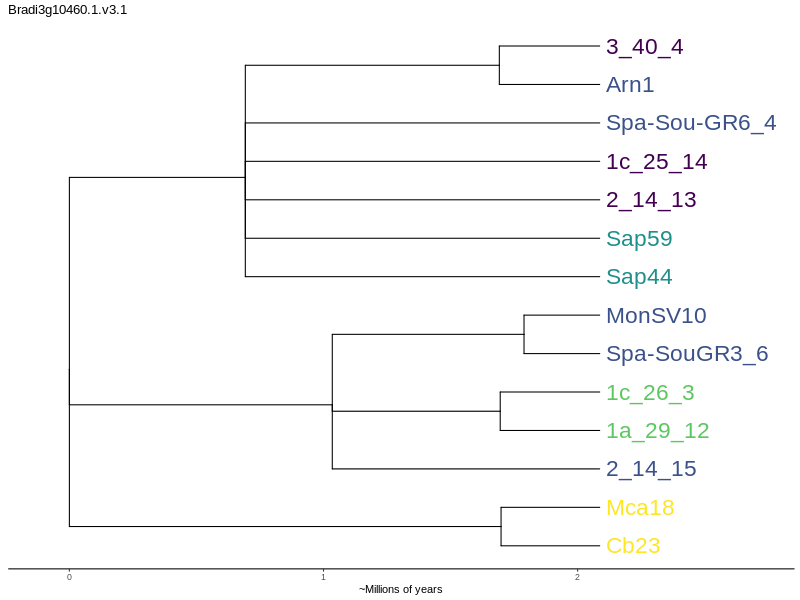 Bradi3g10460.1.v3.1
3_40_4
Arn1
Spa-Sou-GR6_4
1c_25_14
2_14_13
Sap59
Sap44
MonSV10
Spa-SouGR3_6
1c_26_3
1a_29_12
2_14_15
Mca18
Cb23
0 1 2
~Millions of years